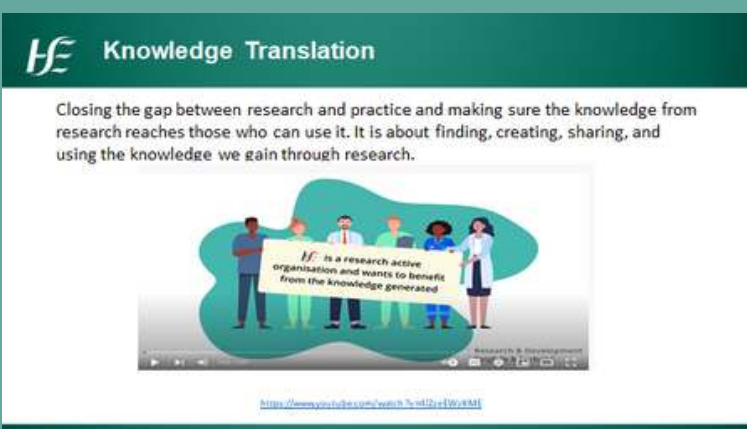 HE Knowledge Translation
Closing the gap between research and practice and making sure the knowledge from
research reaches those who can use it. It is about finding, creating, sharing, and
using the knowledge we gain through research.
is a research active
organisation and wants to benefit
from the knowledge generated
Research & Development